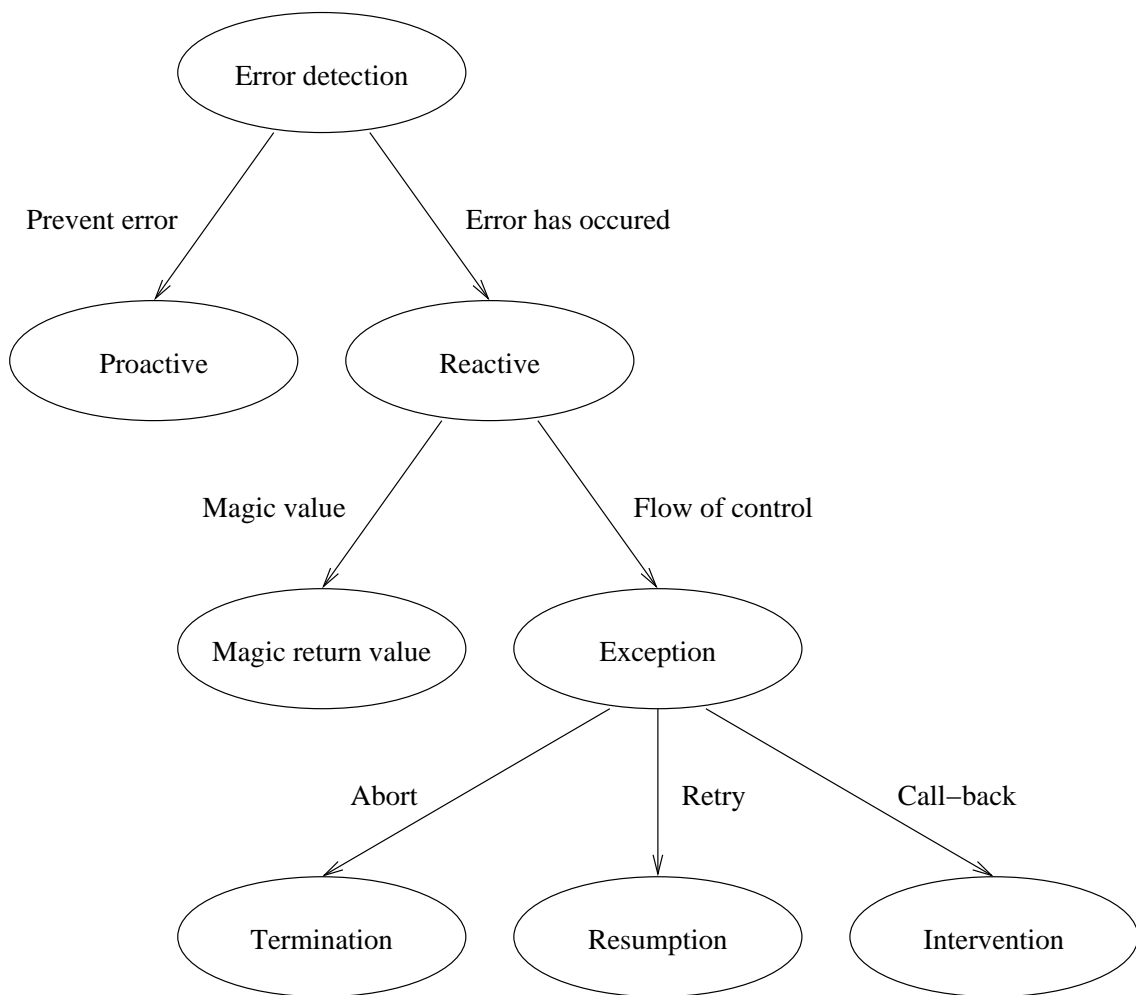 Error detection
Prevent error
Error has occured
Proactive
Reactive
Magic value
Flow of control
Magic return value
Exception
Abort
Retry
Call−back
Termination
Resumption
Intervention